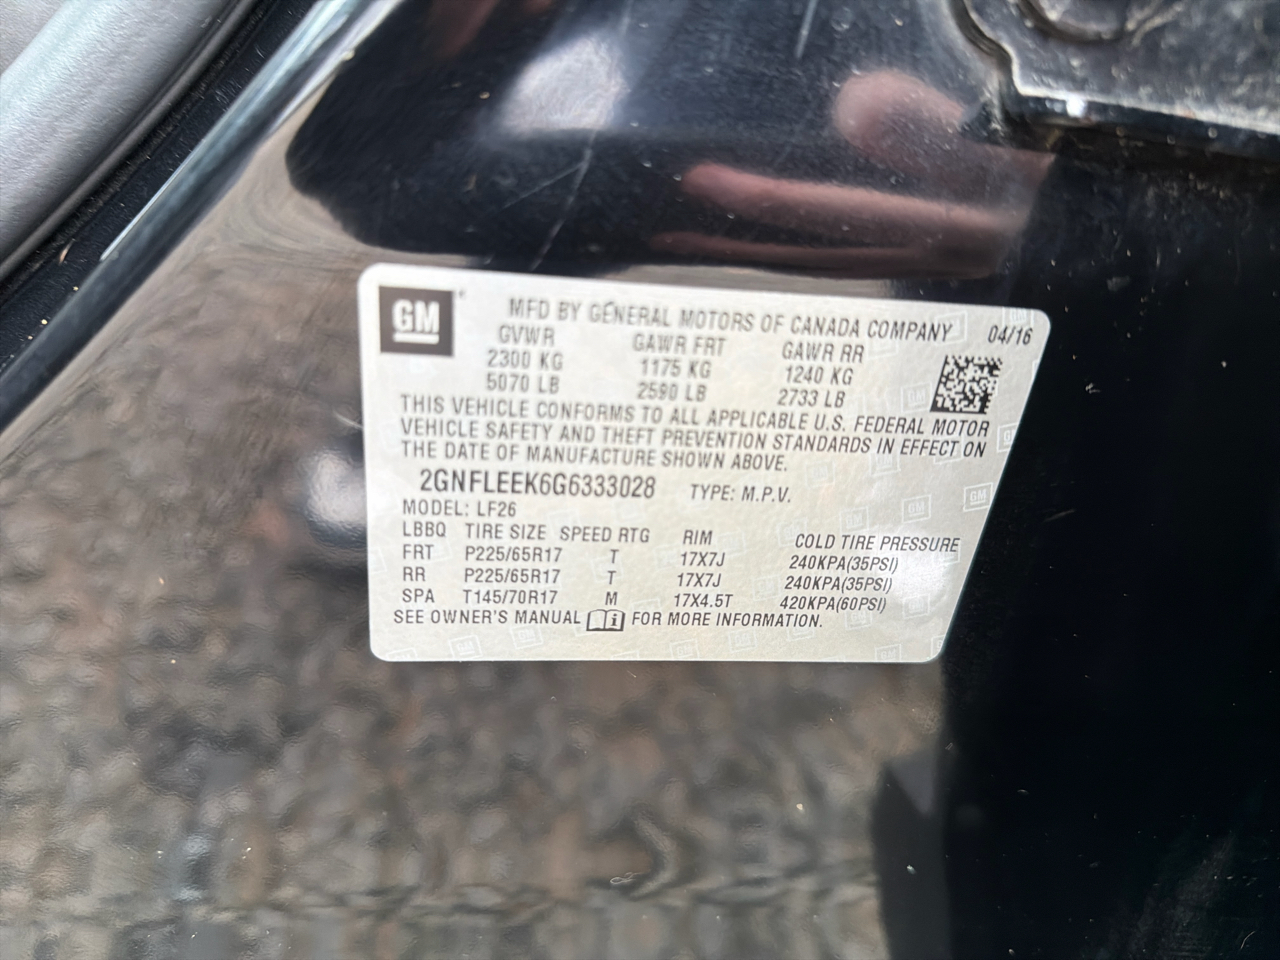 GM
MFD BY GENERAL MOTORS OF CANADA COMPANY 04/16
GVWR GAWR FRT GAWR RR
2300 KG 1175 KG 1240 KG
5070 LB 2590 LB 2733 LB
THIS VEHICLE CONFORMS TO ALL APPLICABLE U.S. FEDERAL MOTOR
VEHICLE SAFETY AND THEFT PREVENTION STANDARDS IN EFFECT ON
THE DATE OF MANUFACTURE SHOWN ABOVE.
2GNFLEEK6G6333028 TYPE: M.P.V.
MODEL: LF26
LBBQ TIRE SIZE SPEED RTG RIM COLD TIRE PRESSURE
FRT P225/65R17 T 17X7J 240KPA(35PSI)
RR P225/65R17 T 17X7J 240KPA(35PSI)
SPA T145/70R17 M 17X4.5T 420KPA(60PSI)
SEE OWNER'S MANUAL i FOR MORE INFORMATION.